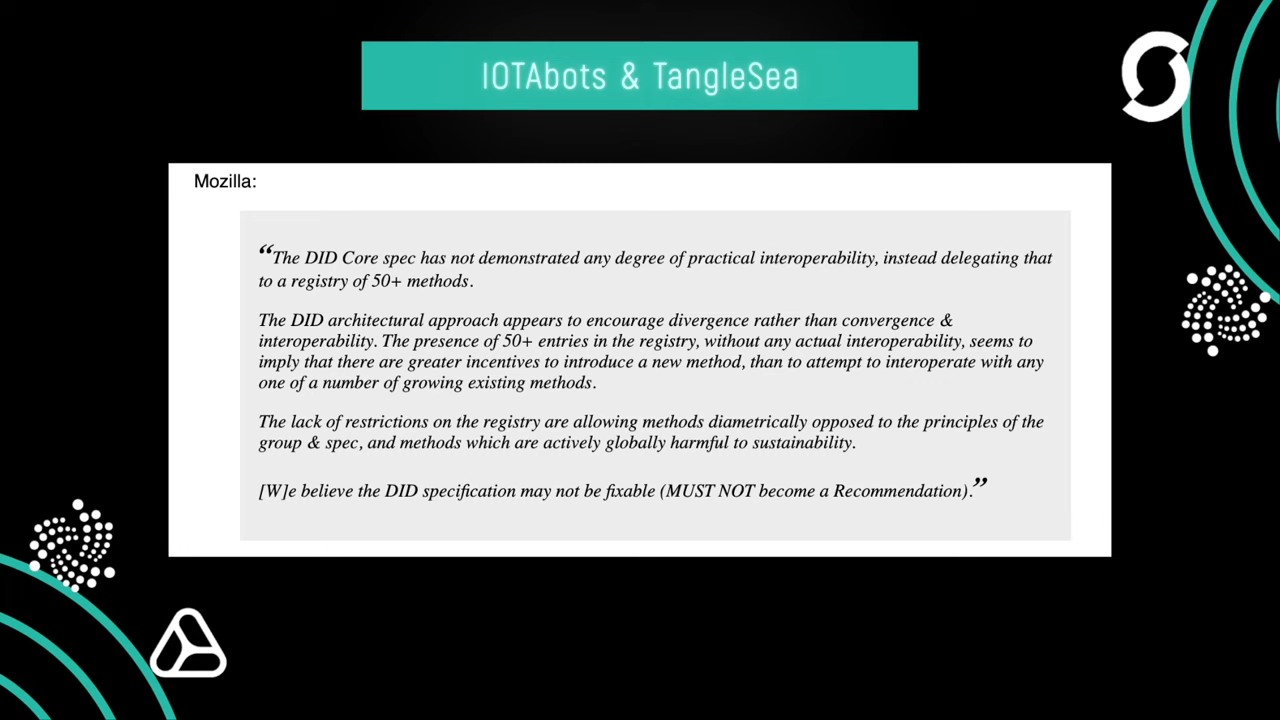 IOTAbots & TangleSea
Mozilla:
“The DID Core spec has not demonstrated any degree of practical interoperability, instead delegating that
to a registry of 50+ methods.
The DID architectural approach appears to encourage divergence rather than convergence &
interoperability. The presence of 50+ entries in the registry, without any actual interoperability, seems to
imply that there are greater incentives to introduce a new method, than to attempt to interoperate with any
one of a number of growing existing methods.
The lack of restrictions on the registry are allowing methods diametrically opposed to the principles of the
group & spec, and methods which are actively globally harmful to sustainability.
[W]e believe the DID specification may not be fixable (MUST NOT become a Recommendation).”